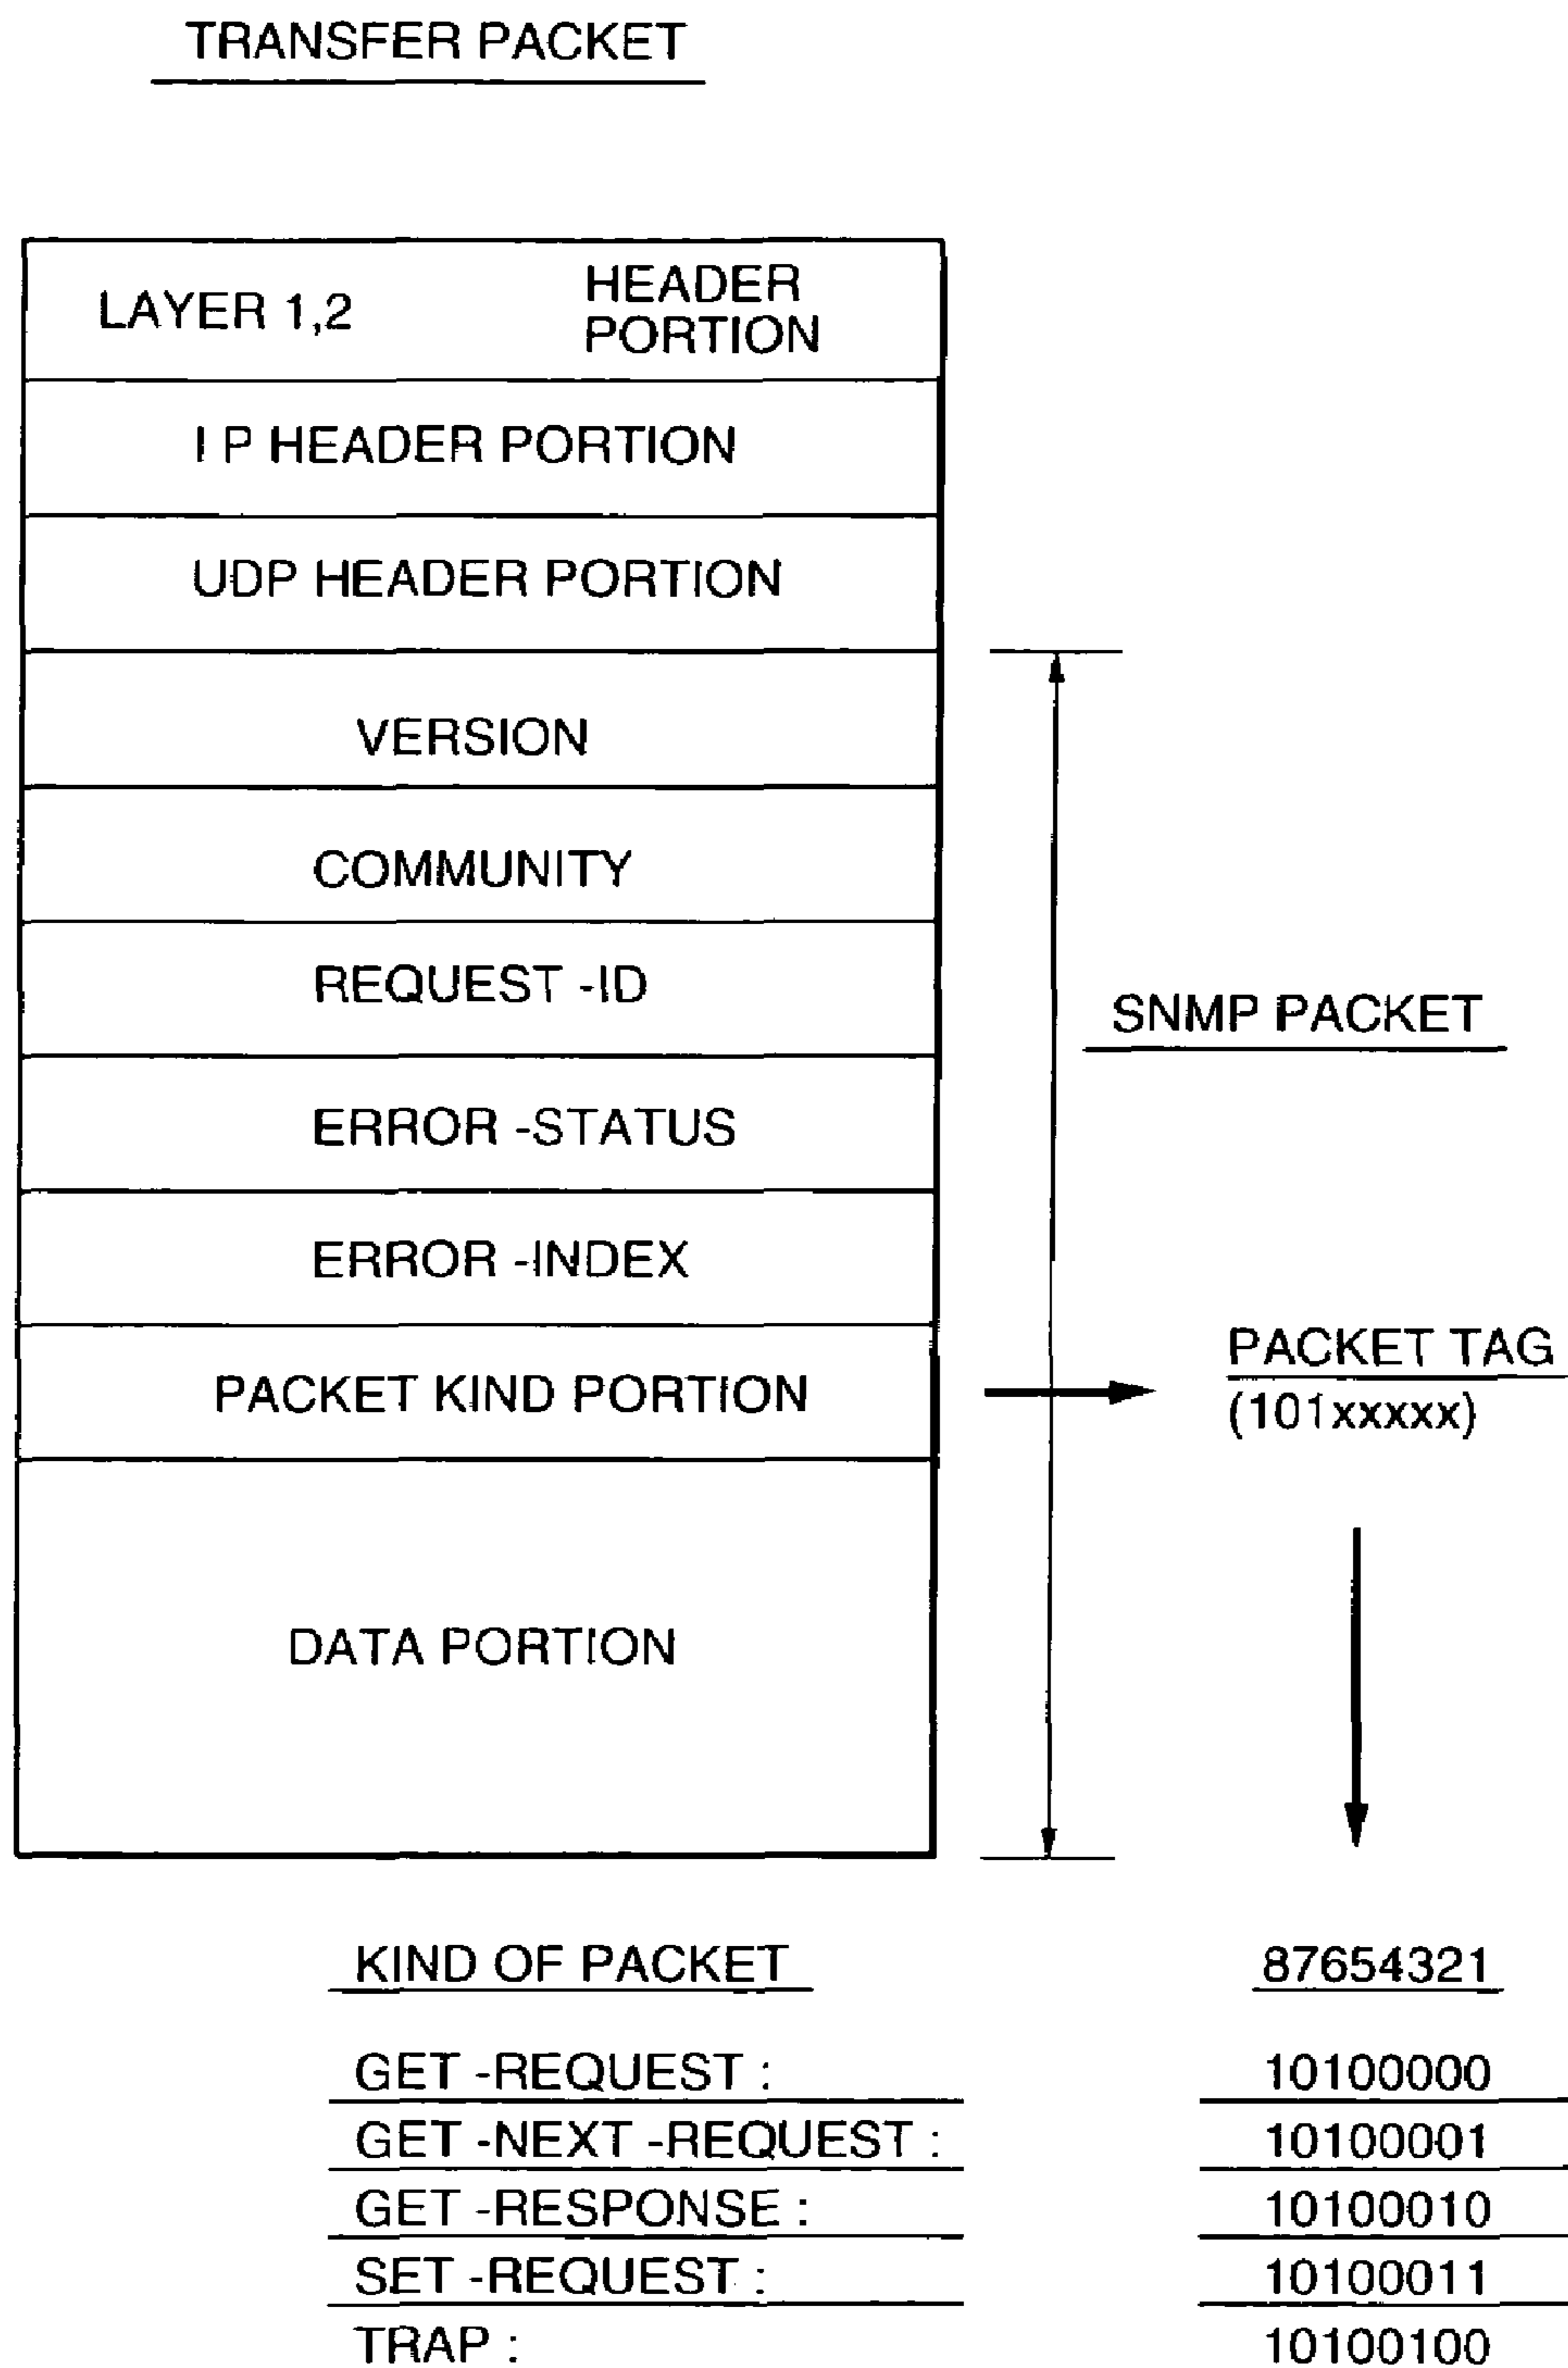 TRANSFER PACKET
LAYER 1,2 HEADER PORTION
I P HEADER PORTION
UDP HEADER PORTION
VERSION
COMMUNITY
REQUEST -ID
SNMP PACKET
ERROR -STATUS
ERROR -INDEX
PACKET KIND PORTION
PACKET TAG
(101xxxxx)
DATA PORTION
KIND OF PACKET 87654321
GET -REQUEST : 10100000
GET -NEXT -REQUEST : 10100001
GET -RESPONSE : 10100010
SET -REQUEST : 10100011
TRAP : 10100100